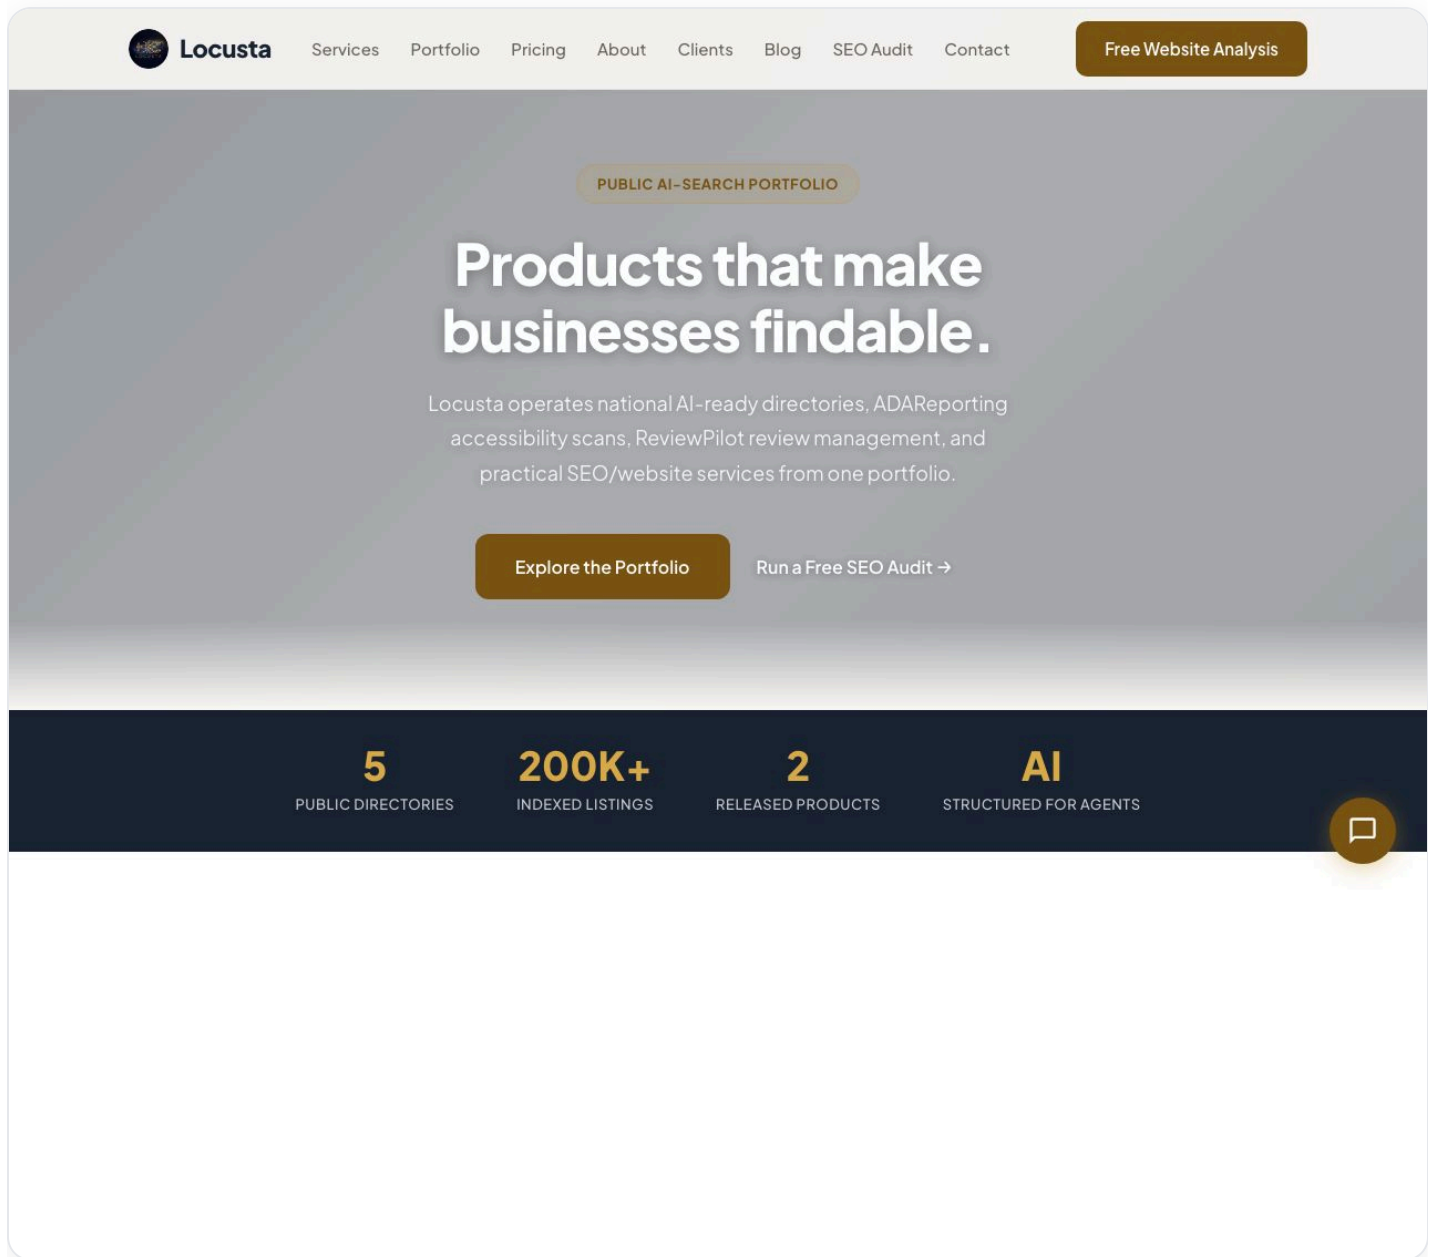 Locusta
Services
Portfolio
Pricing
About
Clients
Blog
SEO Audit
Contact
Free Website Analysis
PUBLIC AI-SEARCH PORTFOLIO
Products that make
businesses findable.
Locusta operates national AI-ready directories, ADAReporting
accessibility scans, ReviewPilot review management, and
practical SEO/website services from one portfolio.
Explore the Portfolio
Run a Free SEO Audit →
5
PUBLIC DIRECTORIES
200K+
INDEXED LISTINGS
2
RELEASED PRODUCTS
AI
STRUCTURED FOR AGENTS